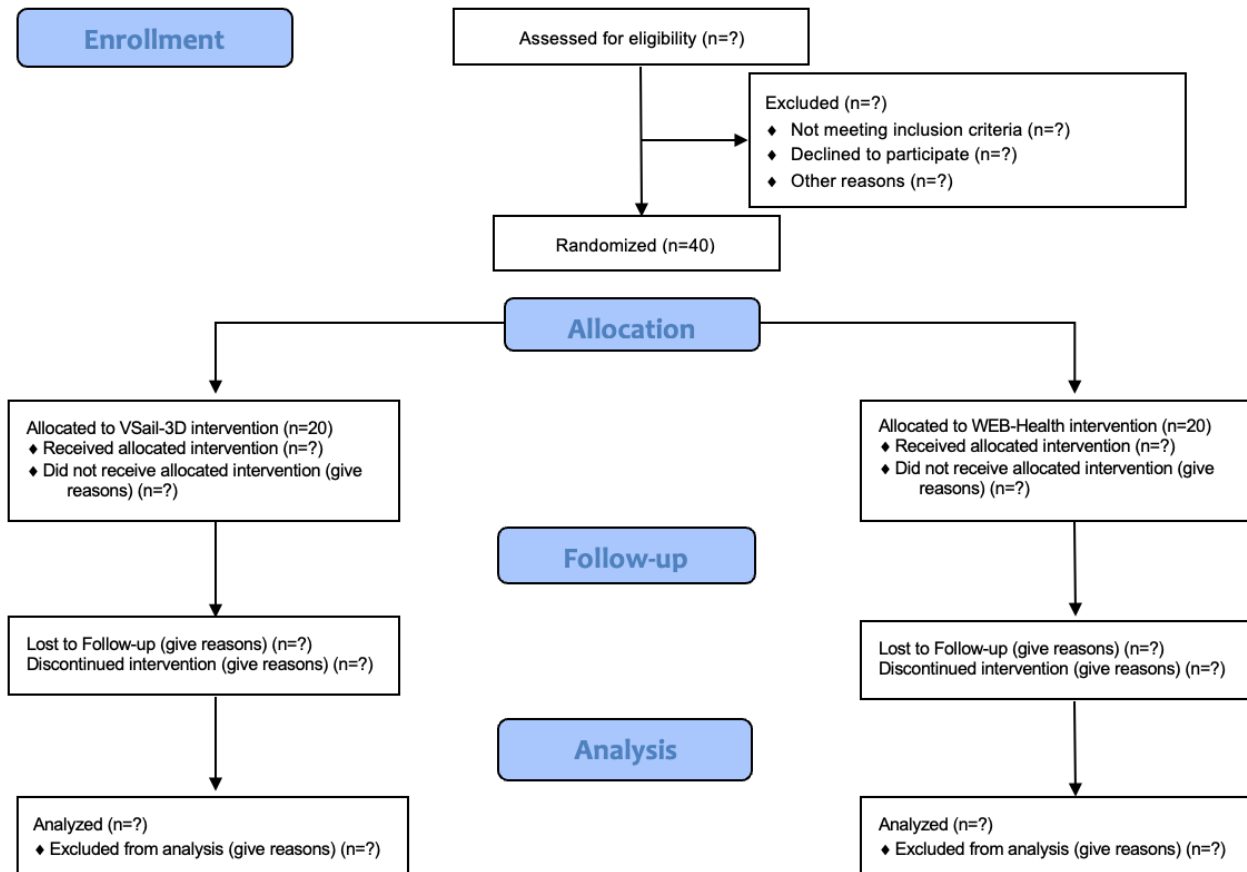 Enrollment
Assessed for eligibility (n=?)
Excluded (n=?)
♦ Not meeting inclusion criteria (n=?)
♦ Declined to participate (n=?)
♦ Other reasons (n=?)
Randomized (n=40)
Allocation
Allocated to VSail-3D intervention (n=20)
♦ Received allocated intervention (n=?)
♦ Did not receive allocated intervention (give
reasons) (n=?)
Allocated to WEB-Health intervention (n=20)
♦ Received allocated intervention (n=?)
♦ Did not receive allocated intervention (give
reasons) (n=?)
Follow-up
Lost to Follow-up (give reasons) (n=?)
Discontinued intervention (give reasons) (n=?)
Lost to Follow-up (give reasons) (n=?)
Discontinued intervention (give reasons) (n=?)
Analysis
Analyzed (n=?)
♦ Excluded from analysis (give reasons) (n=?)
Analyzed (n=?)
♦ Excluded from analysis (give reasons) (n=?)